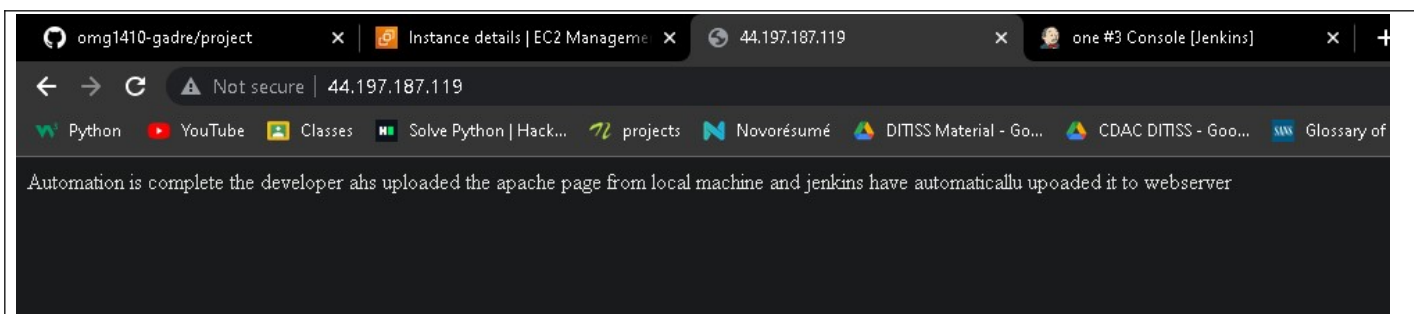 omg1410-gadre/project
Instance details | EC2 Manageme
44.197.187.119
one #3 Console [Jenkins]
Not secure | 44.197.187.119
Python
YouTube
Classes
Solve Python | Hack...
projects
Novorésumé
DITISS Material - Go...
CDAC DITISS - Goo...
Glossary of
Automation is complete the developer ahs uploaded the apache page from local machine and jenkins have automaticallu upoaded it to webserver